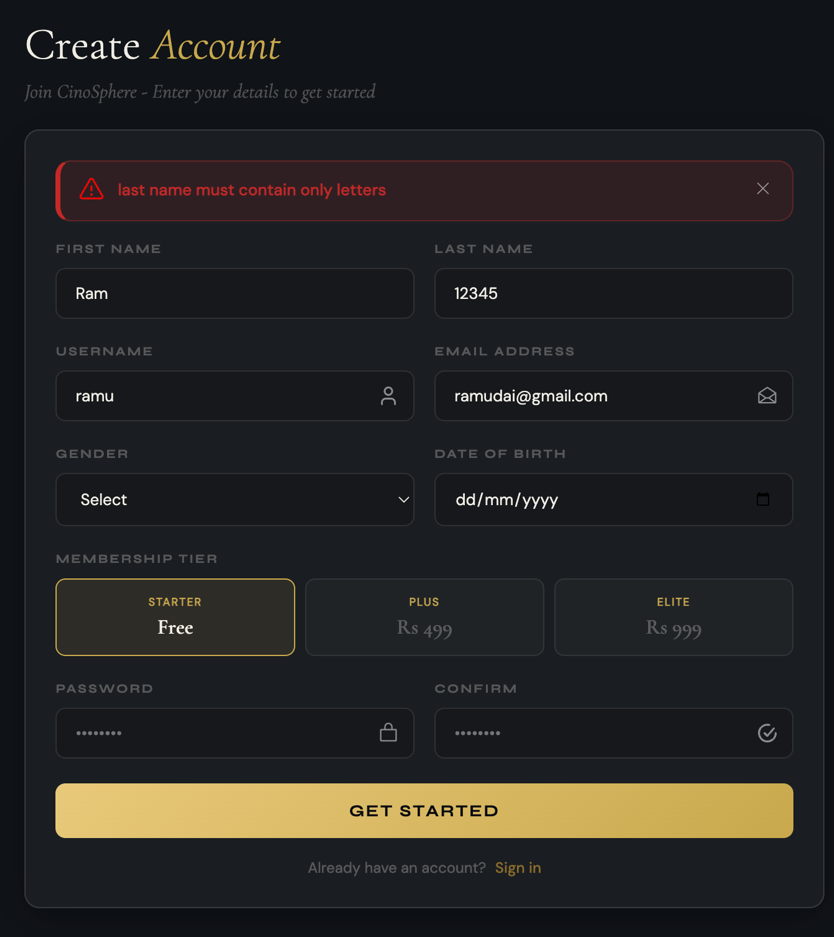 Create Account
Join CinoSphere - Enter your details to get started
last name must contain only letters
FIRST NAME
LAST NAME
Ram
12345
USERNAME
EMAIL ADDRESS
ramu
ramudai@gmail.com
GENDER
DATE OF BIRTH
Select
dd/mm/yyyy
MEMBERSHIP TIER
STARTER
PLUS
ELITE
Free
Rs 499
Rs 999
PASSWORD
CONFIRM
••••••••
••••••••
GET STARTED
Already have an account? Sign in